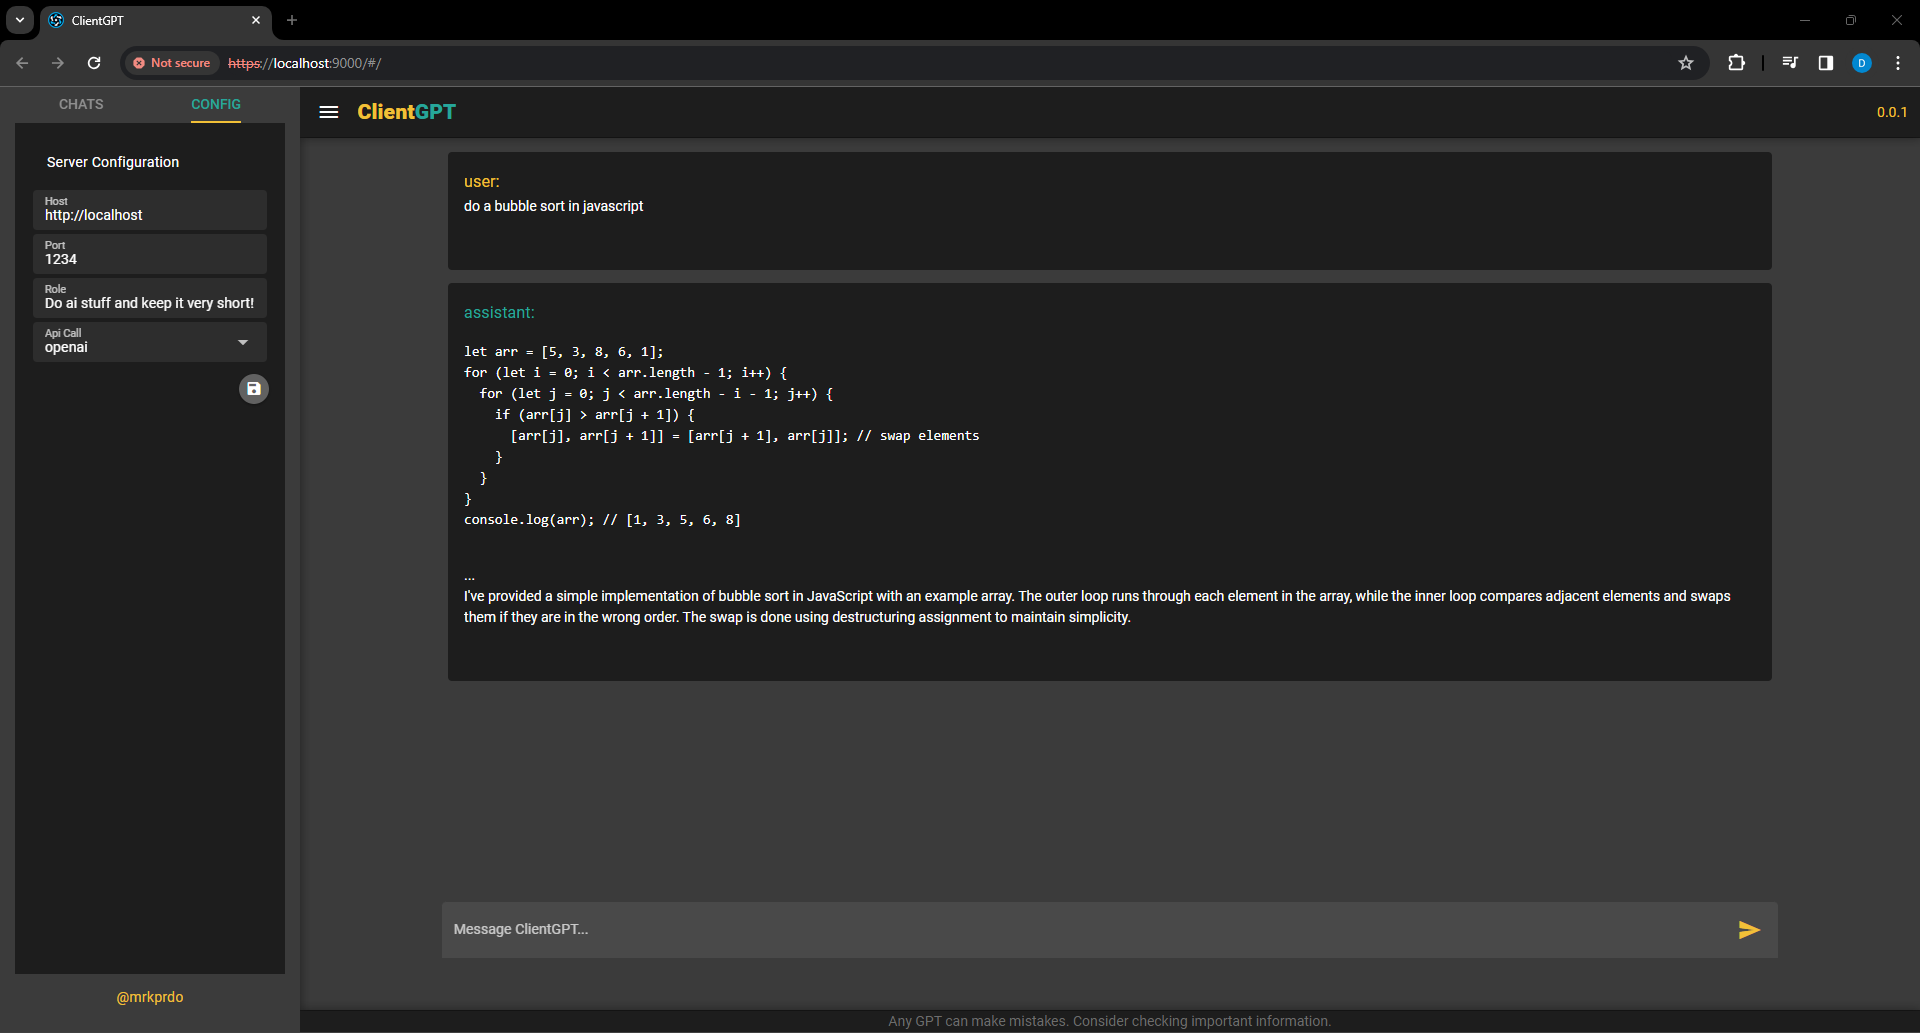 ClientGPT
Not secure
https://localhost:9000/#/
D
CHATS
CONFIG
Server Configuration
Host
http://localhost
Port
1234
Role
Do ai stuff and keep it very short!
Api Call
openai
@mrkprdo
ClientGPT
0.0.1
user:
do a bubble sort in javascript
assistant:
let arr = [5, 3, 8, 6, 1];
for (let i = 0; i < arr.length - 1; i++) {
  for (let j = 0; j < arr.length - i - 1; j++) {
    if (arr[j] > arr[j + 1]) {
      [arr[j], arr[j + 1]] = [arr[j + 1], arr[j]]; // swap elements
    }
  }
}
console.log(arr); // [1, 3, 5, 6, 8]
...
I've provided a simple implementation of bubble sort in JavaScript with an example array. The outer loop runs through each element in the array, while the inner loop compares adjacent elements and swaps
them if they are in the wrong order. The swap is done using destructuring assignment to maintain simplicity.
Message ClientGPT...
Any GPT can make mistakes. Consider checking important information.